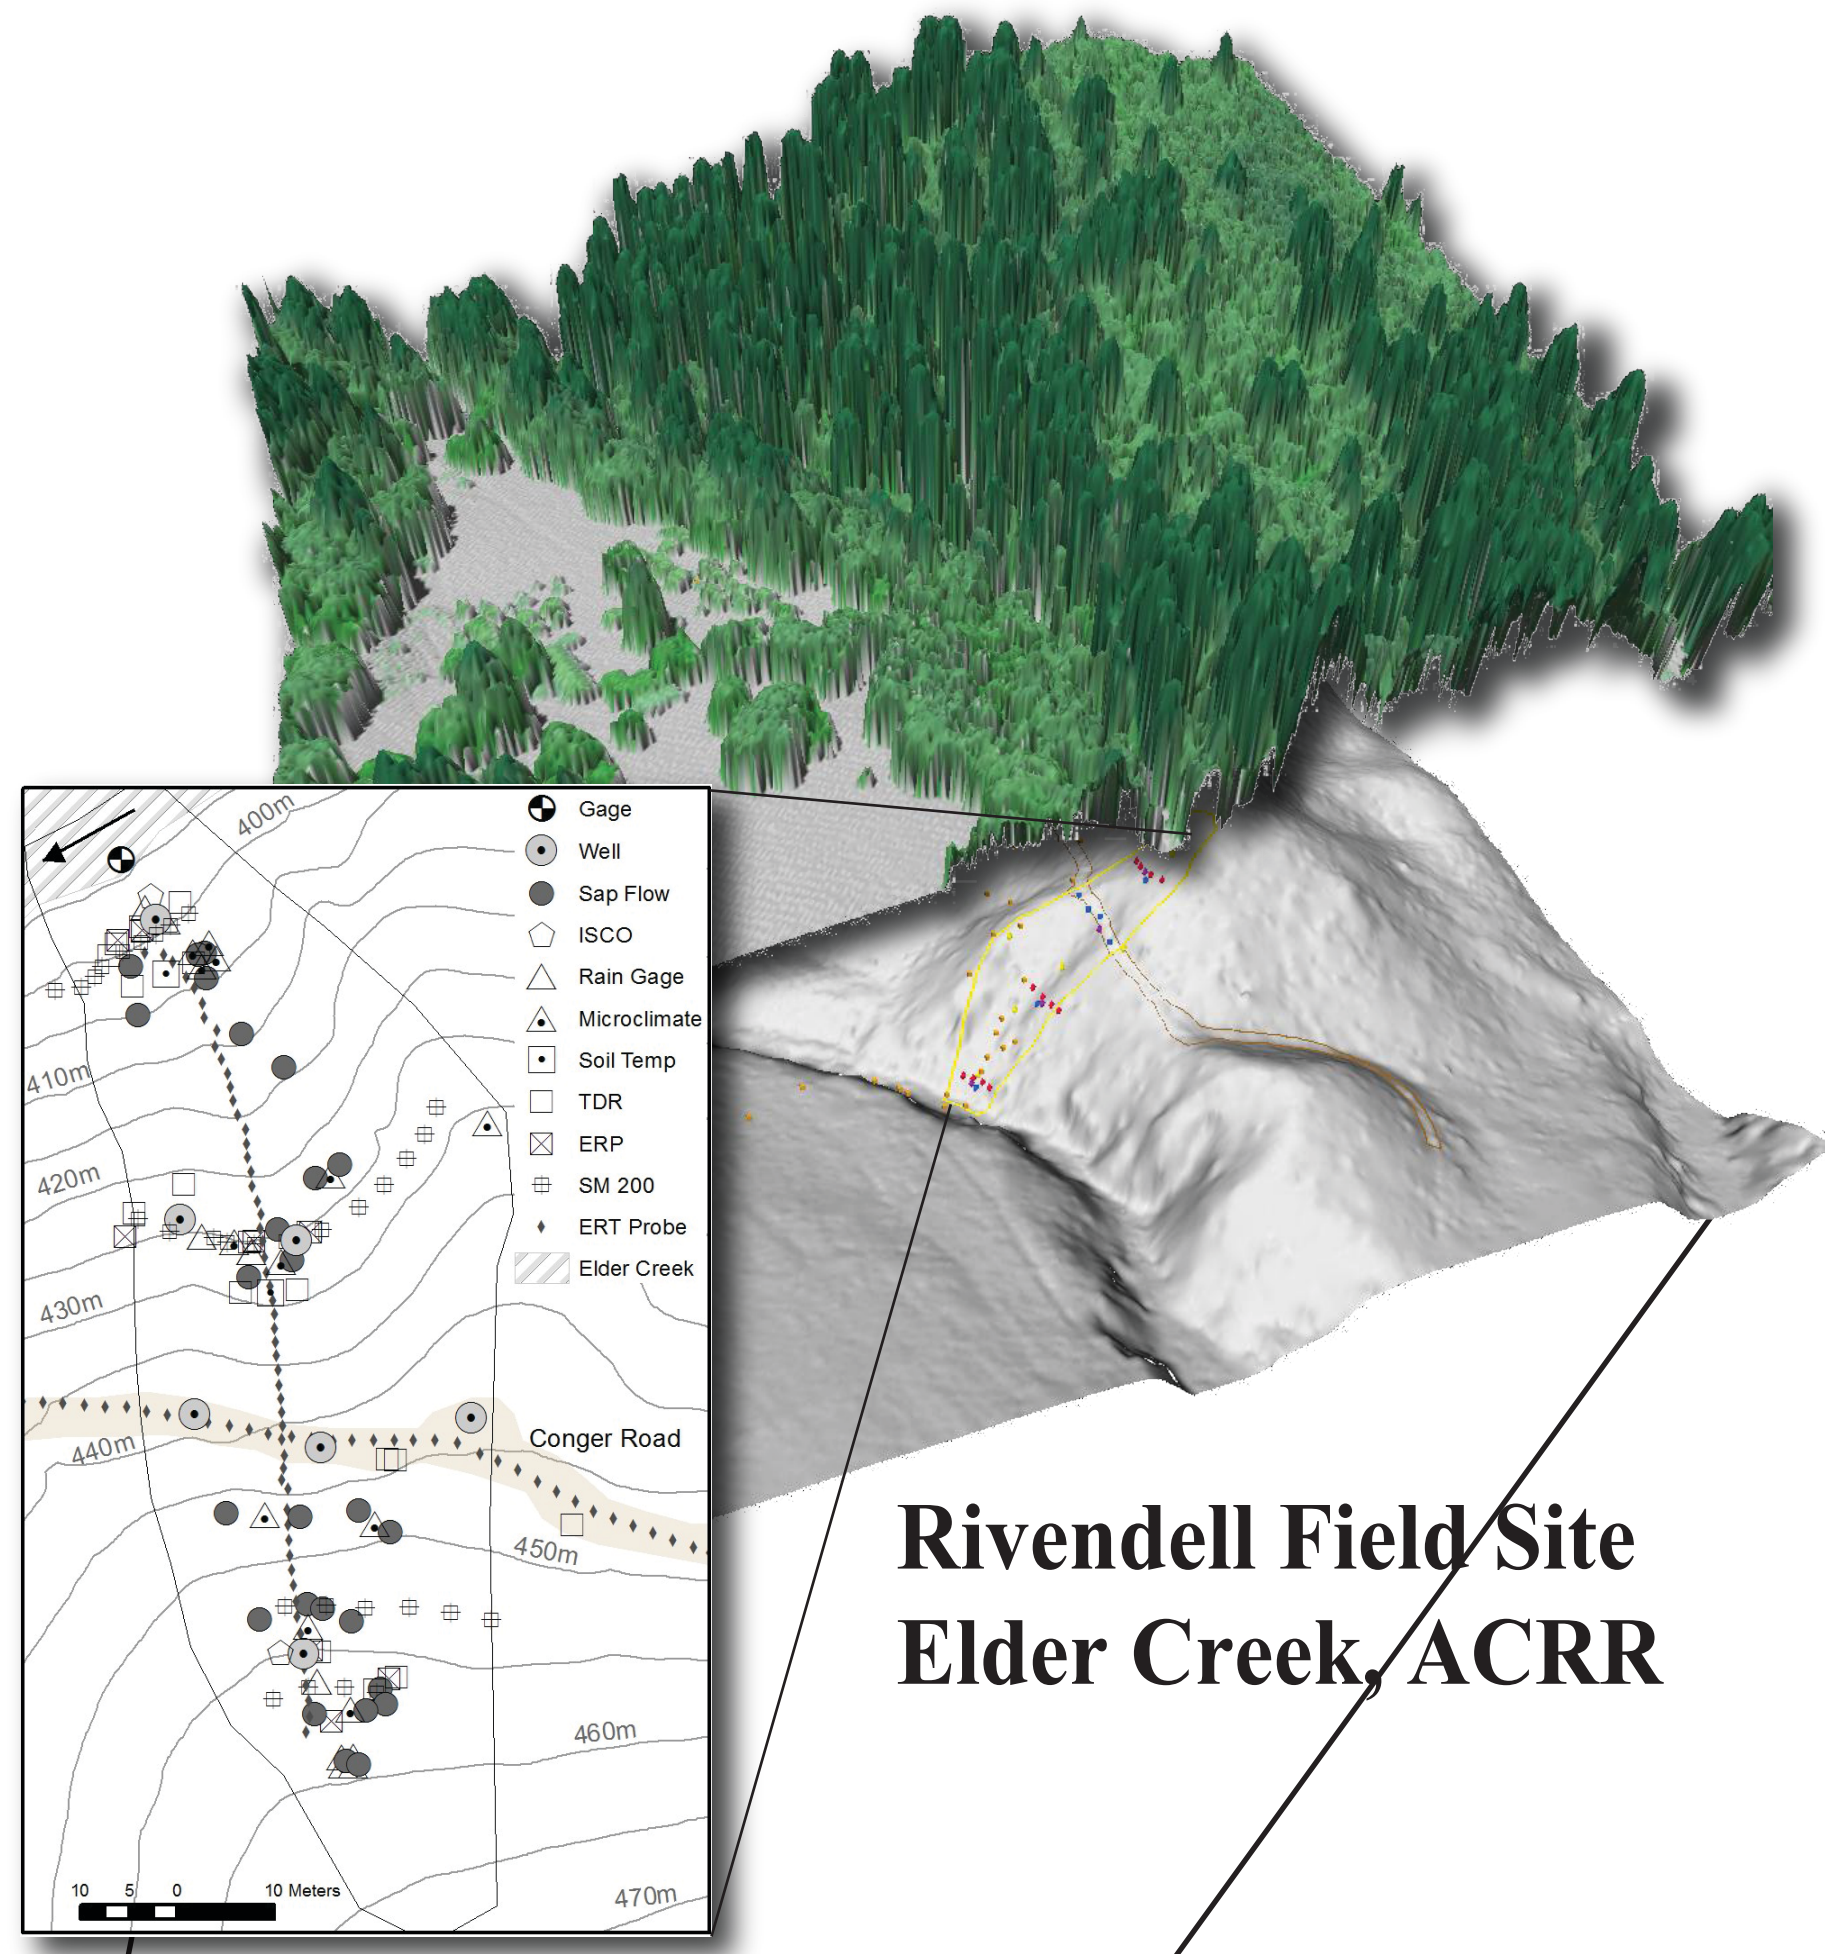 400m
Gage
Well
Sap Flow
ISCO
Rain Gage
Microclimate
Soil Temp
TDR
ERP
SM 200
ERT Probe
Elder Creek
410m
420m
430m
Conger Road
440m
450m
460m
470m
10 5 0 10 Meters
Rivendell Field Site
Elder Creek, ACRR